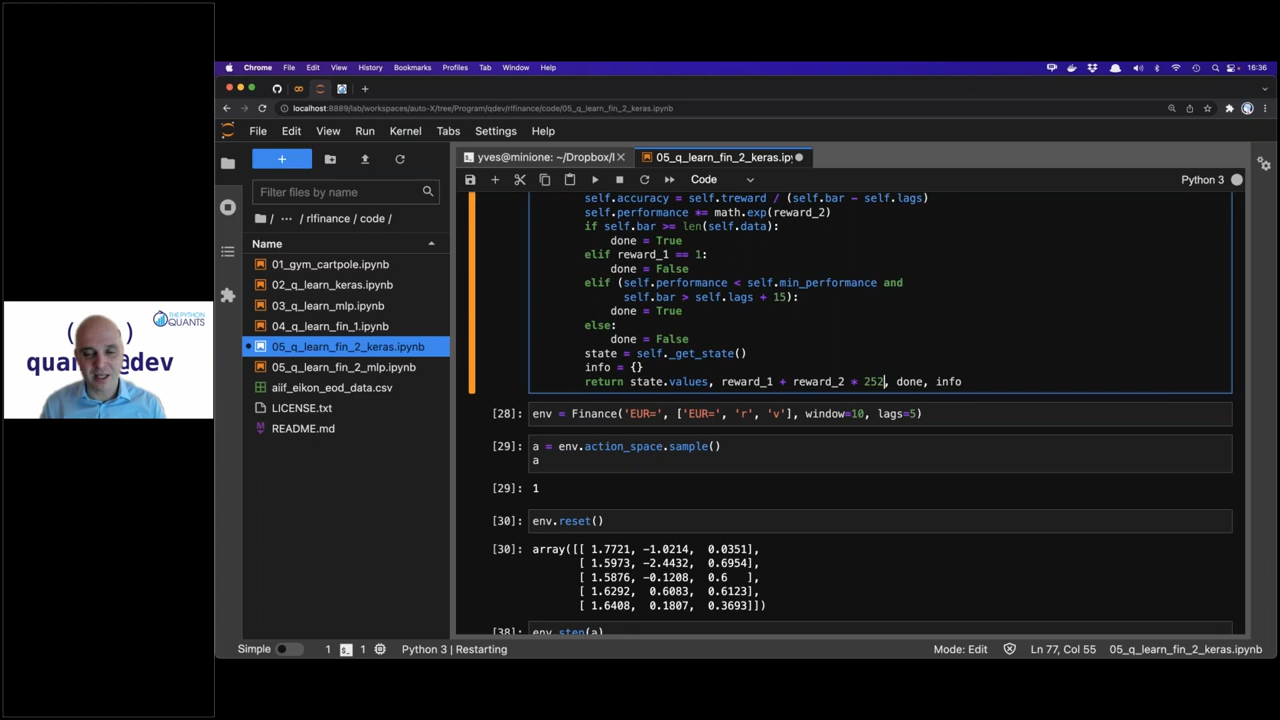 Chrome File Edit View History Bookmarks Profiles Tab Window Help 16:36
localhost:8889/lab/workspaces/auto-X/tree/Program/qdev/rlfinance/code/05_q_learn_fin_2_keras.ipynb
File Edit View Run Kernel Tabs Settings Help
yves@minione: ~/Dropbox/I 05_q_learn_fin_2_keras.ipy
Code Python 3
Filter files by name
/ ··· / rlfinance / code /
Name
01_gym_cartpole.ipynb
02_q_learn_keras.ipynb
03_q_learn_mlp.ipynb
04_q_learn_fin_1.ipynb
05_q_learn_fin_2_keras.ipynb
05_q_learn_fin_2_mlp.ipynb
aiif_eikon_eod_data.csv
LICENSE.txt
README.md
self.accuracy = self.treward / (self.bar - self.lags)
self.performance *= math.exp(reward_2)
if self.bar >= len(self.data):
done = True
elif reward_1 == 1:
done = False
elif (self.performance < self.min_performance and
self.bar > self.lags + 15):
done = True
else:
done = False
state = self._get_state()
info = {}
return state.values, reward_1 + reward_2 * 252, done, info
[28]: env = Finance('EUR=', ['EUR=', 'r', 'v'], window=10, lags=5)
[29]: a = env.action_space.sample()
a
[29]: 1
[30]: env.reset()
[30]: array([[ 1.7721, -1.0214, 0.0351],
[ 1.5973, -2.4432, 0.6954],
[ 1.5876, -0.1208, 0.6 ],
[ 1.6292, 0.6083, 0.6123],
[ 1.6408, 0.1807, 0.3693]])
[38]: env.step(a)
Simple 1 1 Python 3 | Restarting Mode: Edit Ln 77, Col 55 05_q_learn_fin_2_keras.ipynb
THE PYTHON
QUANTS